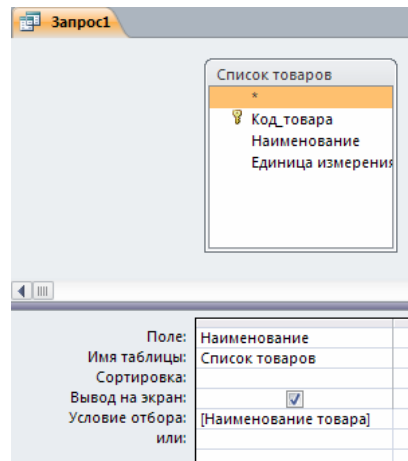 Запрос1
Список товаров
*
Код_товара
Наименование
Единица измерения
Поле: Наименование
Имя таблицы: Список товаров
Сортировка:
Вывод на экран:
Условие отбора: [Наименование товара]
или: